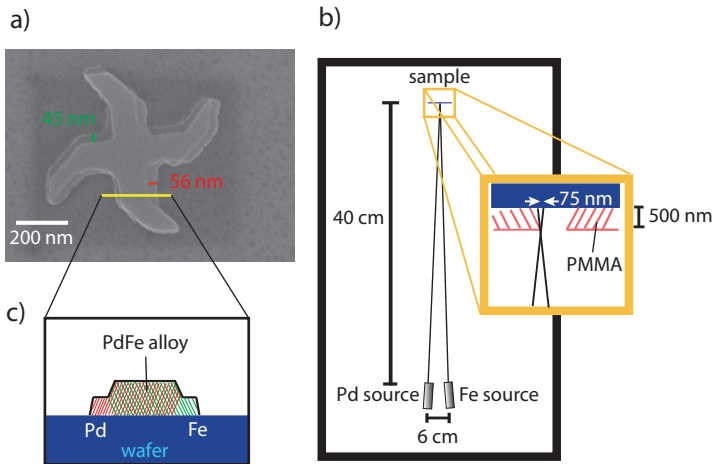 a)
45 nm
56 nm
200 nm
b)
sample
40 cm
75 nm
500 nm
PMMA
Pd source
Fe source
6 cm
c)
PdFe alloy
Pd
Fe
wafer